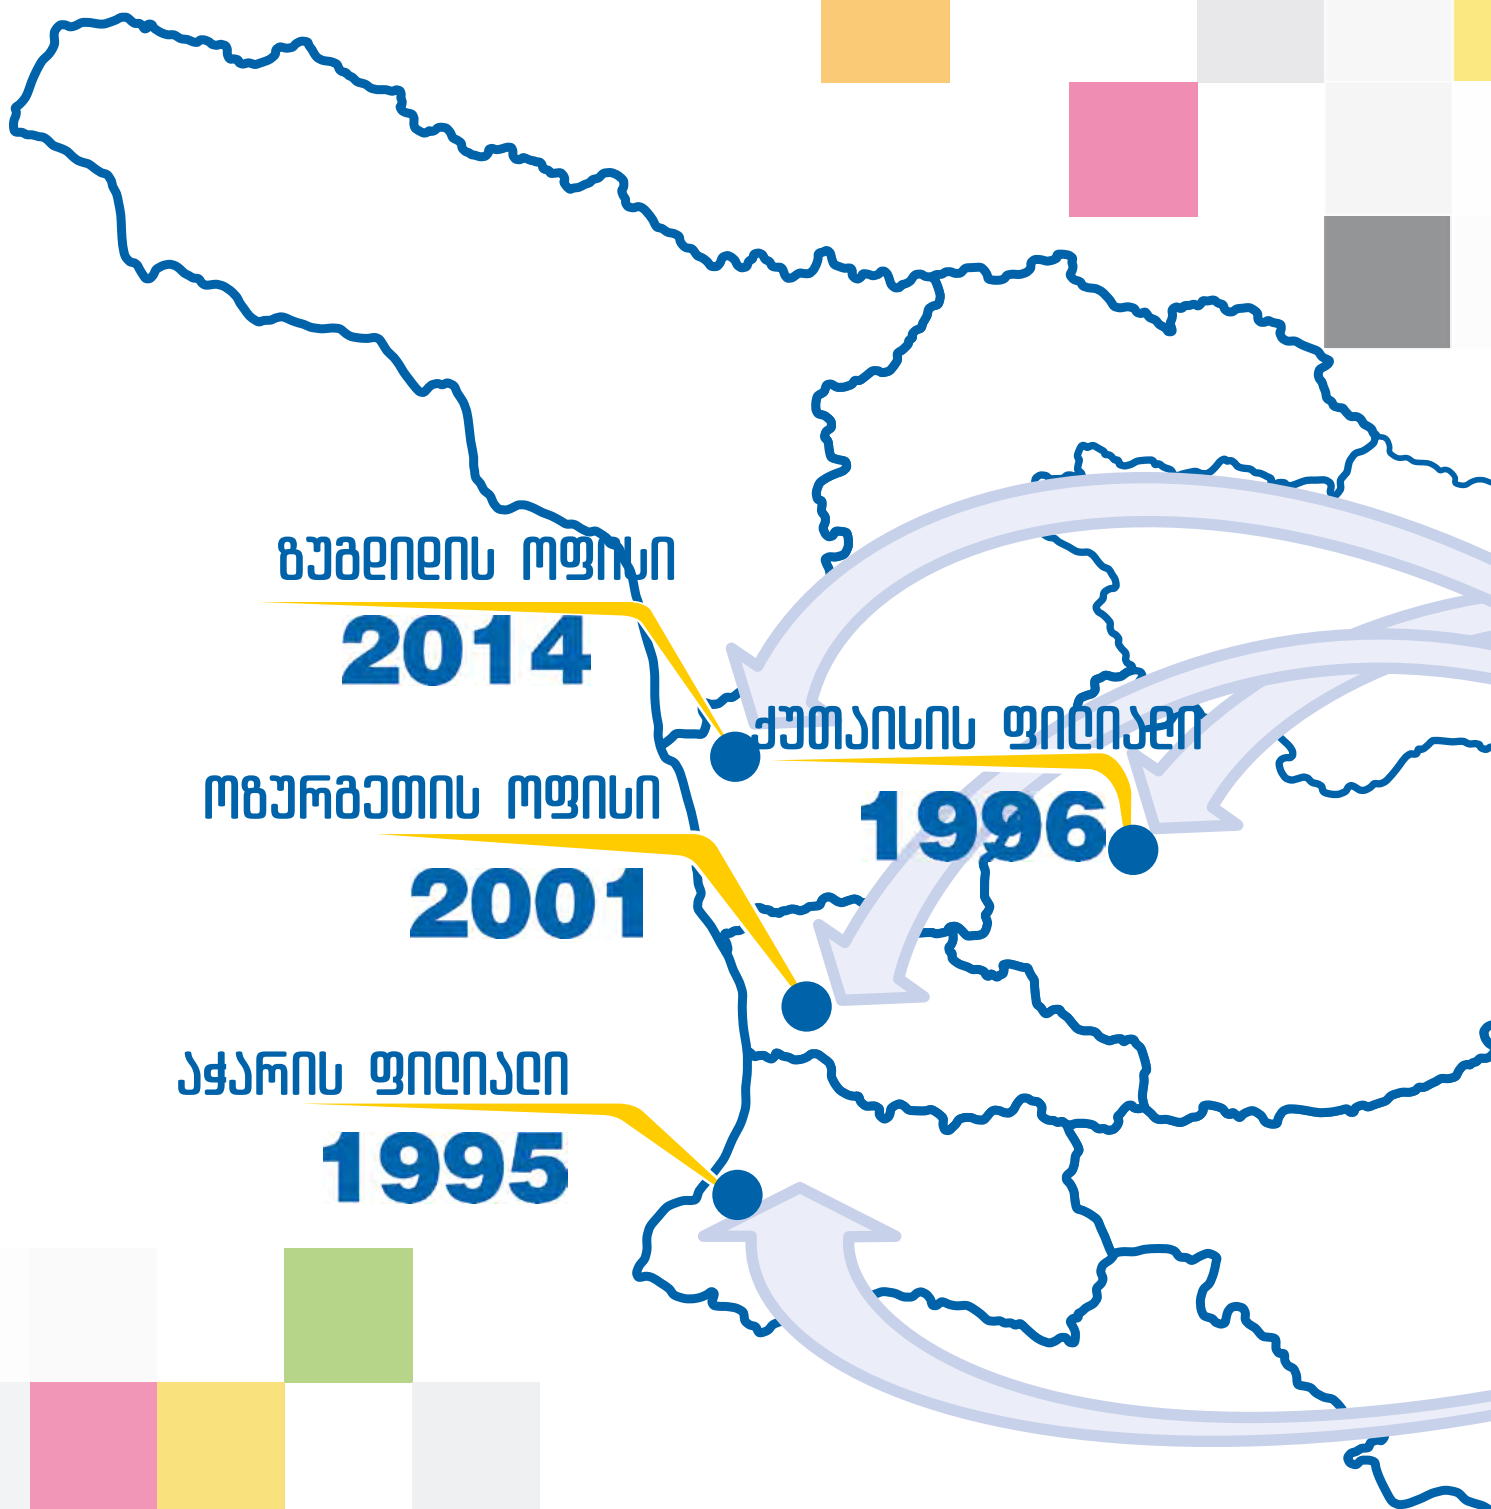 ზუგდიდის ოფისი
2014
ქუთაისის ფილიალი
1996
ოზურგეთის ოფისი
2001
აჭარის ფილიალი
1995